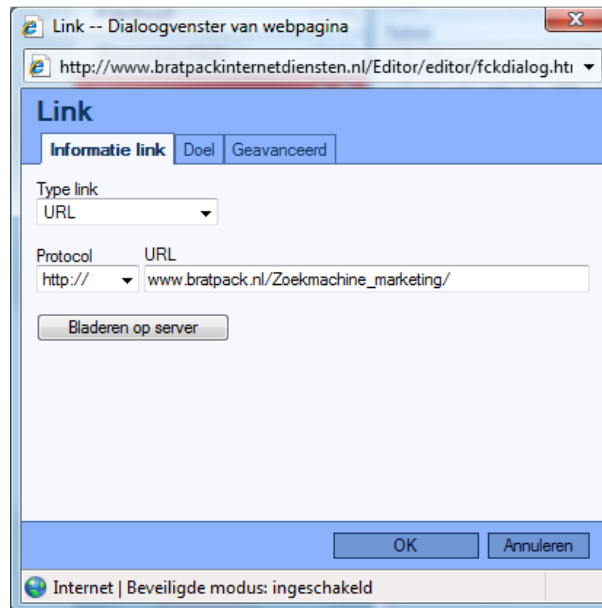 Link -- Dialoogvenster van webpagina
http://www.bratpackinternetdiensten.nl/Editor/editor/fckdialog.htm
Link
Informatie link Doel Geavanceerd
Type link
URL
Protocol URL
http:// www.bratpack.nl/Zoekmachine_marketing/
Bladeren op server
OK Annuleren
Internet | Beveiligde modus: ingeschakeld